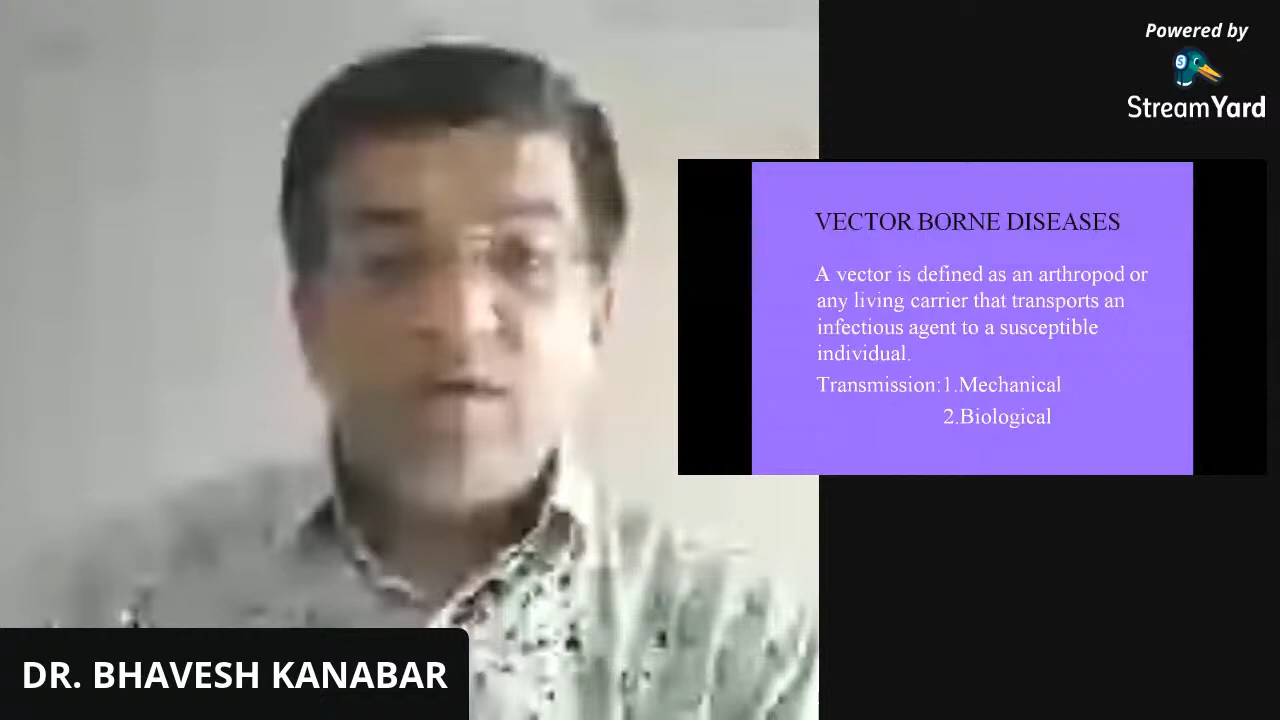 Powered by
StreamYard
VECTOR BORNE DISEASES
A vector is defined as an arthropod or
any living carrier that transports an
infectious agent to a susceptible
individual.
Transmission:1.Mechanical
2.Biological
DR. BHAVESH KANABAR